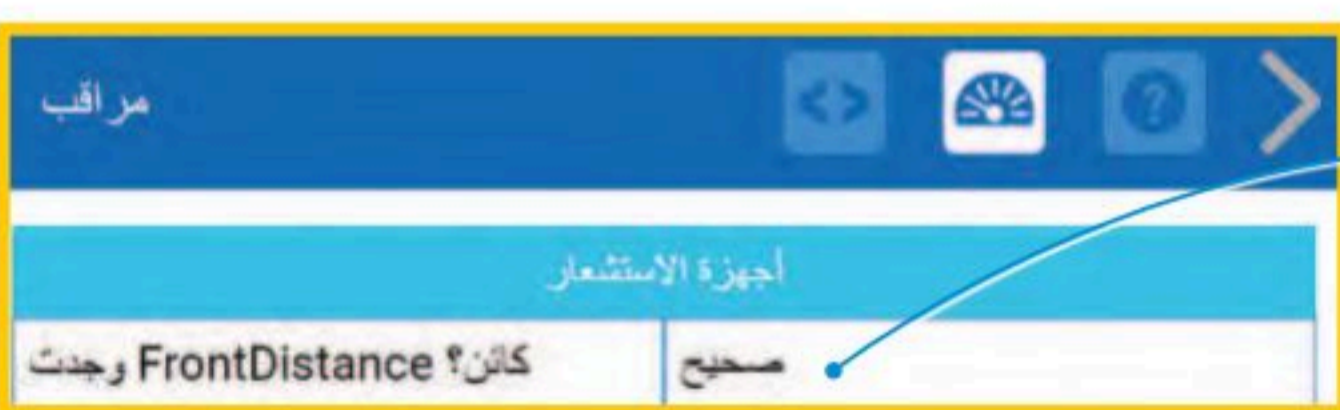 مراقب
أجهزة الاستشعار
كائن؟ FrontDistance وجدت
صحيح